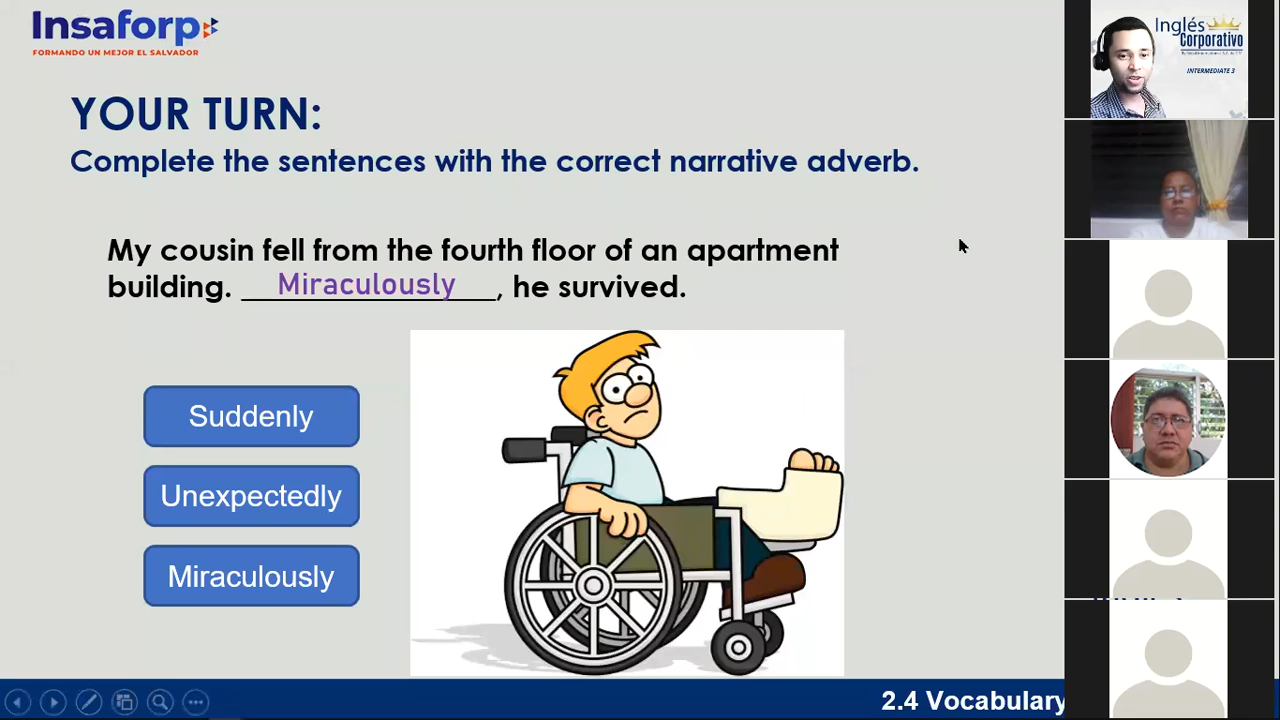 Insaforp
FORMANDO UN MEJOR EL SALVADOR
YOUR TURN:
Complete the sentences with the correct narrative adverb.
My cousin fell from the fourth floor of an apartment
building. Miraculously, he survived.
Suddenly
Unexpectedly
Miraculously
2.4 Vocabulary
Inglés
Corporativo
INTERMEDIATE 3